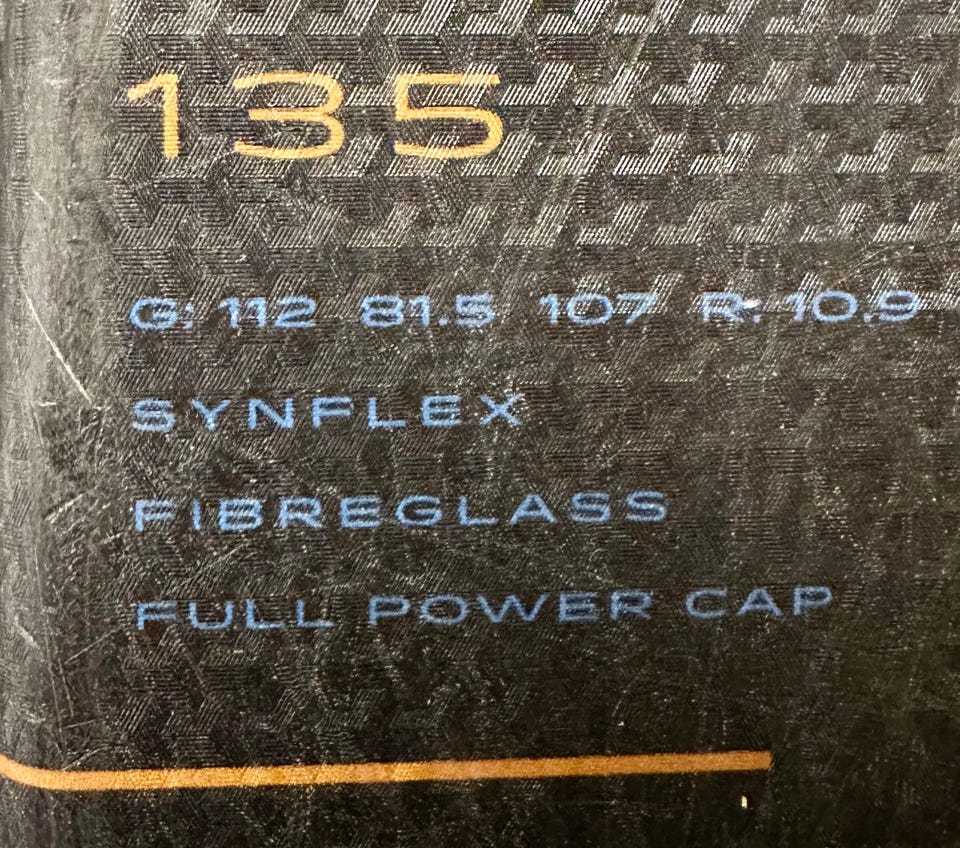 135
G: 112 81.5 107 R: 10.9
SYNFLEX
FIBREGLASS
FULL POWER CAP